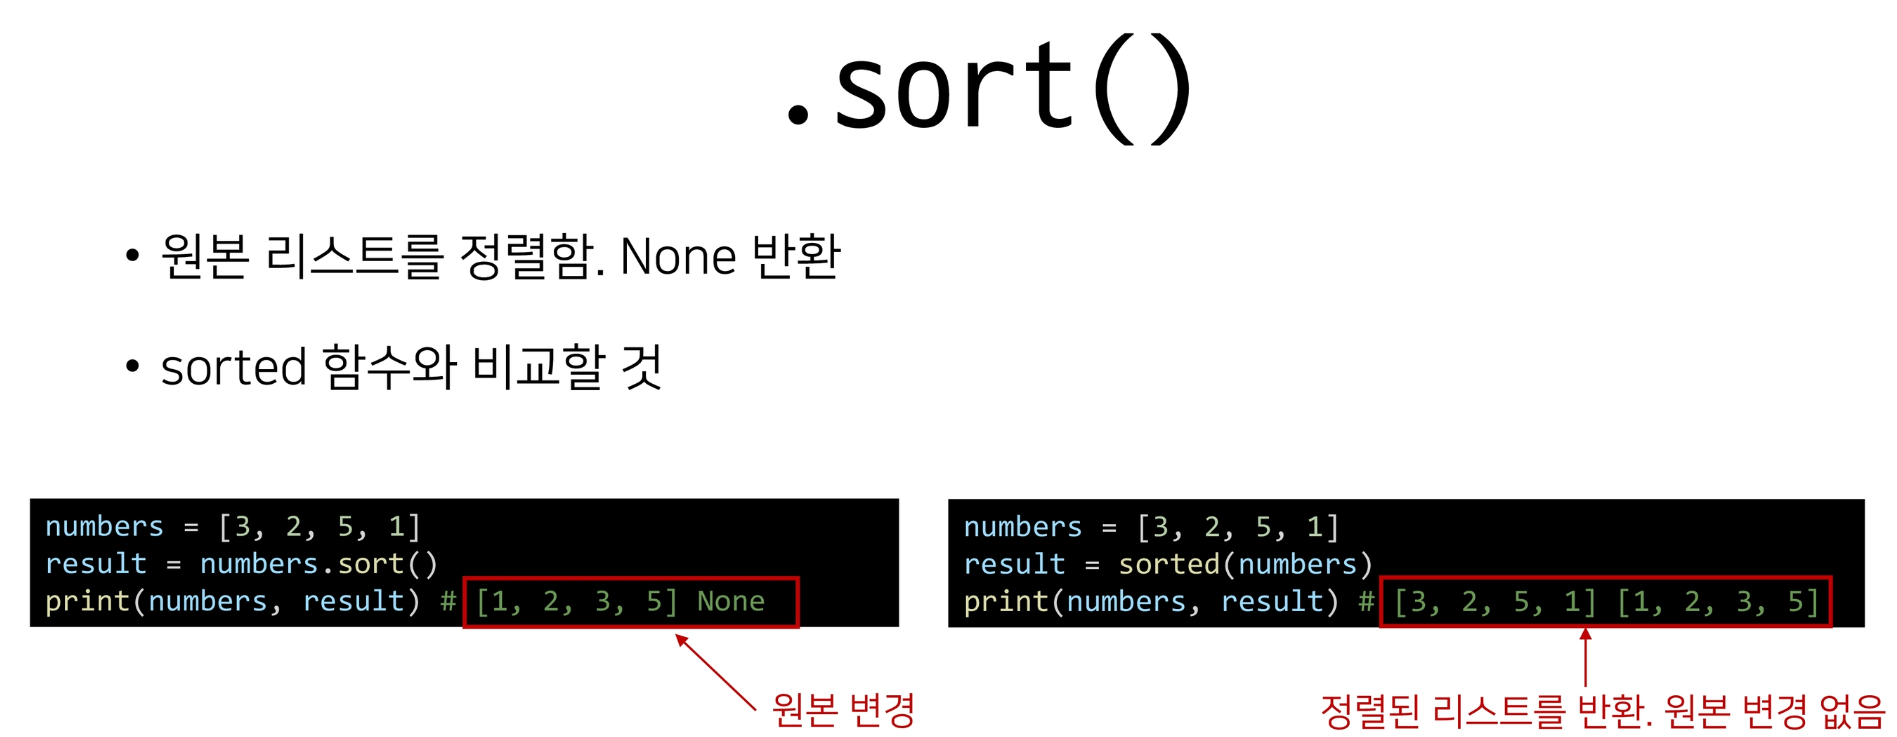 .sort()
• 원본 리스트를 정렬함. None 반환
• sorted 함수와 비교할 것
numbers = [3, 2, 5, 1]
result = numbers.sort()
print(numbers, result) # [1, 2, 3, 5] None
원본 변경
numbers = [3, 2, 5, 1]
result = sorted(numbers)
print(numbers, result) # [3, 2, 5, 1] [1, 2, 3, 5]
정렬된 리스트를 반환. 원본 변경 없음